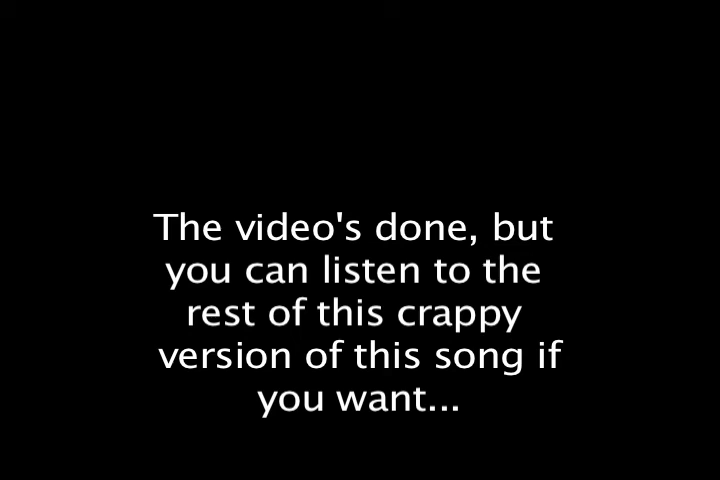 The video's done, but
you can listen to the
rest of this crappy
version of this song if
you want...